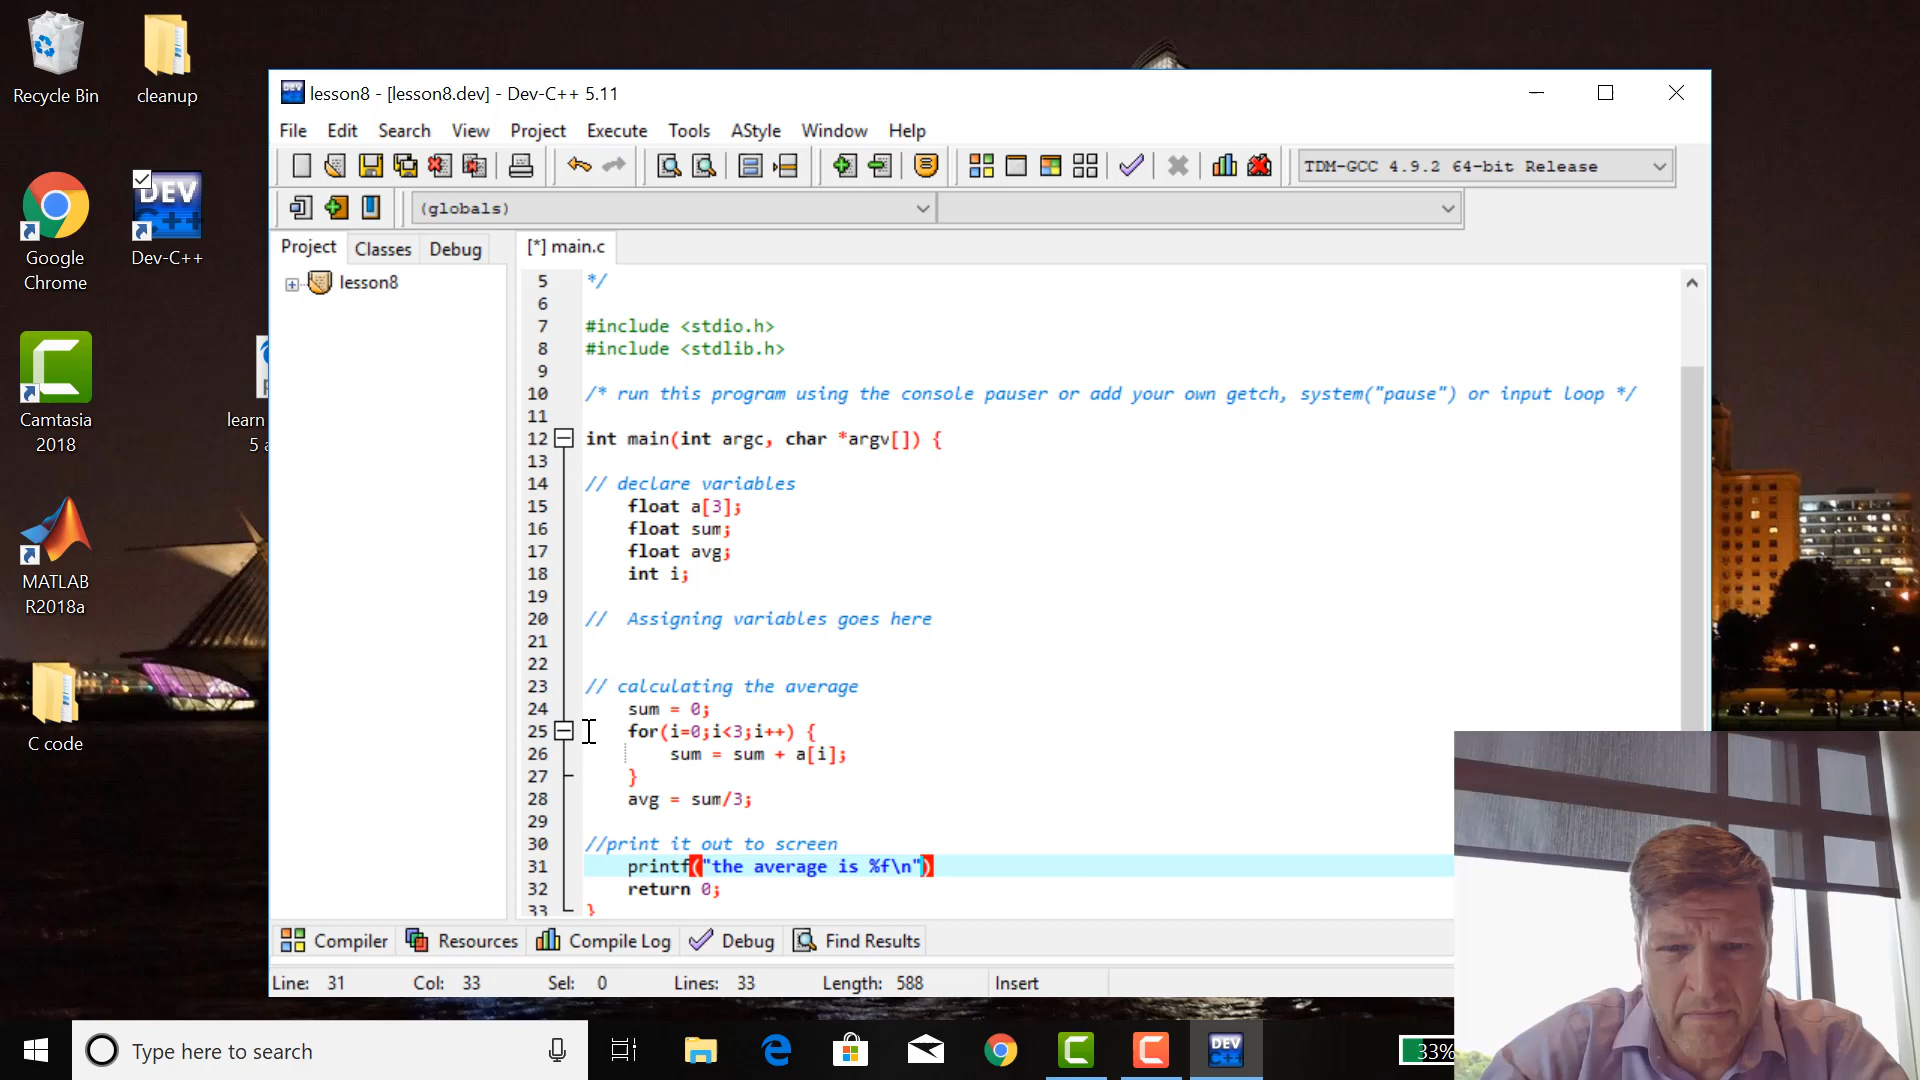 Recycle Bin
cleanup
Google
Chrome
DEV
C++
Dev-C++
Camtasia
2018
learn
5 a
MATLAB
R2018a
C code
lesson8 - [lesson8.dev] - Dev-C++ 5.11
File Edit Search View Project Execute Tools AStyle Window Help
TDM-GCC 4.9.2 64-bit Release
(globals)
Project Classes Debug
[*] main.c
lesson8
5 */
6
7 #include <stdio.h>
8 #include <stdlib.h>
9
10 /* run this program using the console pauser or add your own getch, system("pause") or input loop */
11
12 int main(int argc, char *argv[]) {
13
14 // declare variables
15 float a[3];
16 float sum;
17 float avg;
18 int i;
19
20 // Assigning variables goes here
21
22
23 // calculating the average
24 sum = 0;
25 for(i=0;i<3;i++) {
26 sum = sum + a[i];
27 }
28 avg = sum/3;
29
30 //print it out to screen
31 printf("the average is %f\n")
32 return 0;
33 }
Compiler Resources Compile Log Debug Find Results
Line: 31 Col: 33 Sel: 0 Lines: 33 Length: 588 Insert
Type here to search
DEV
33%